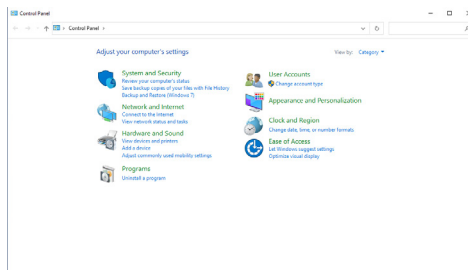 Control Panel
Control Panel
Adjust your computer's settings
View by: Category
System and Security
Review your computer's status
Save backup copies of your files with File History
Backup and Restore (Windows 7)
Network and Internet
Connect to the Internet
View network status and tasks
Hardware and Sound
View devices and printers
Add a device
Adjust commonly used mobility settings
Programs
Uninstall a program
User Accounts
Change account type
Appearance and Personalization
Clock and Region
Change date, time, or number formats
Ease of Access
Let Windows suggest settings
Optimize visual display